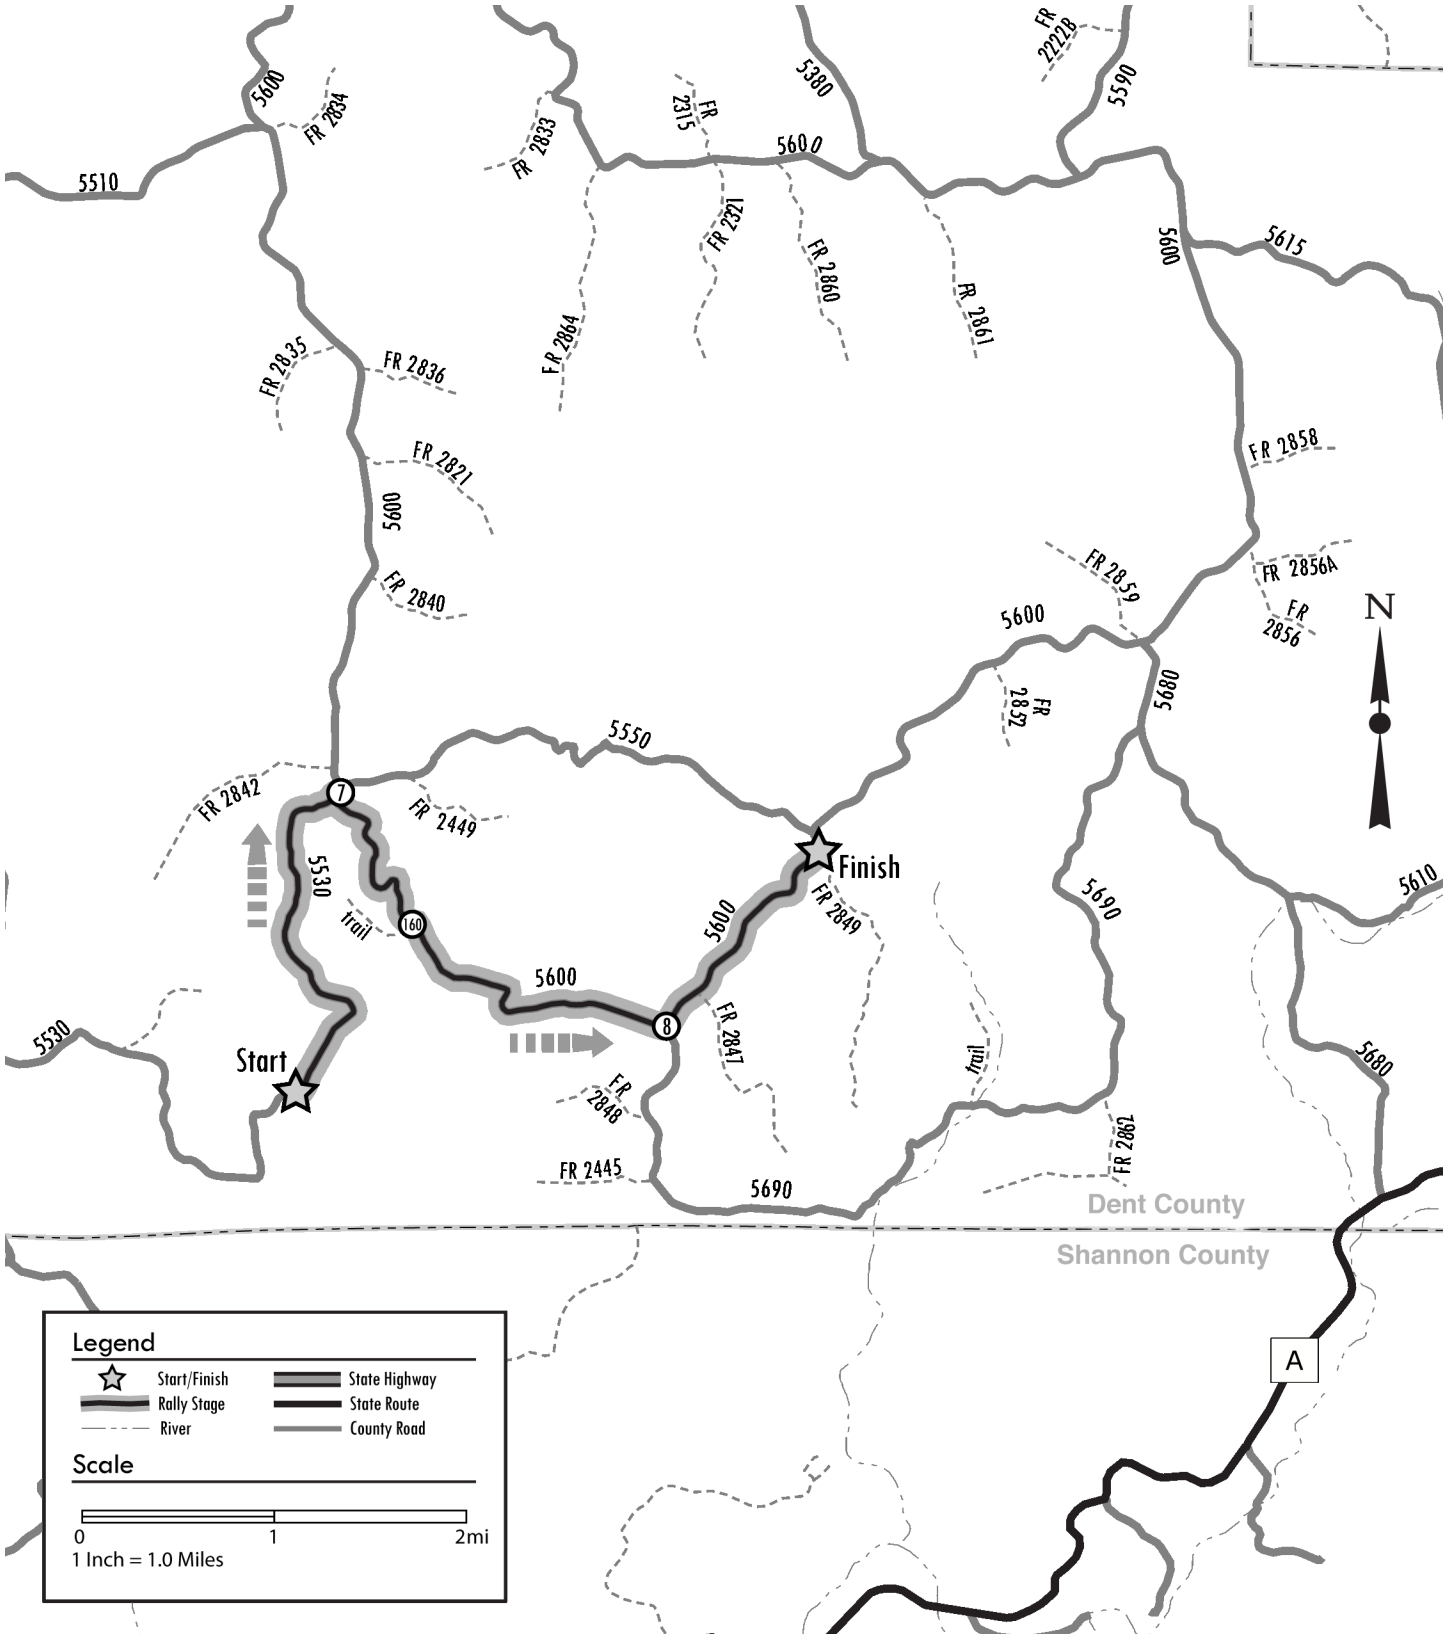 FR
2222B
5600
FR 2834
5380
5590
FR
2315
FR 2833
5600
5510
FR 2321
5600
5615
FR 2860
FR 2861
FR 2864
FR 2835
FR 2836
FR 2858
FR 2821
5600
FR 2859
FR 2856A
FR
2856
FR 2840
N
5600
5680
FR
2852
5550
7
FR 2842
FR 2449
Finish
5530
5610
FR 2849
5690
trail
160
5600
5600
8
FR 2847
5530
Start
trail
5680
FR
2848
FR 2862
FR 2445
5690
Dent County
Shannon County
A
Legend
Start/Finish
State Highway
Rally Stage
State Route
River
County Road
Scale
0
1
2mi
1 Inch = 1.0 Miles